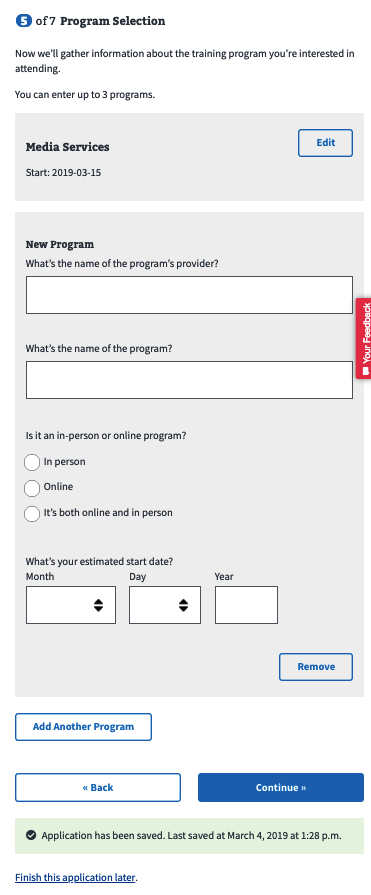 5 of 7 Program Selection
Now we'll gather information about the training program you're interested in
attending.
You can enter up to 3 programs.
Media Services
Edit
Start: 2019-03-15
New Program
What's the name of the program's provider?
Your Feedback
What's the name of the program?
Is it an in-person or online program?
In person
Online
It's both online and in person
What's your estimated start date?
Month Day Year
Remove
Add Another Program
« Back Continue »
Application has been saved. Last saved at March 4, 2019 at 1:28 p.m.
Finish this application later.